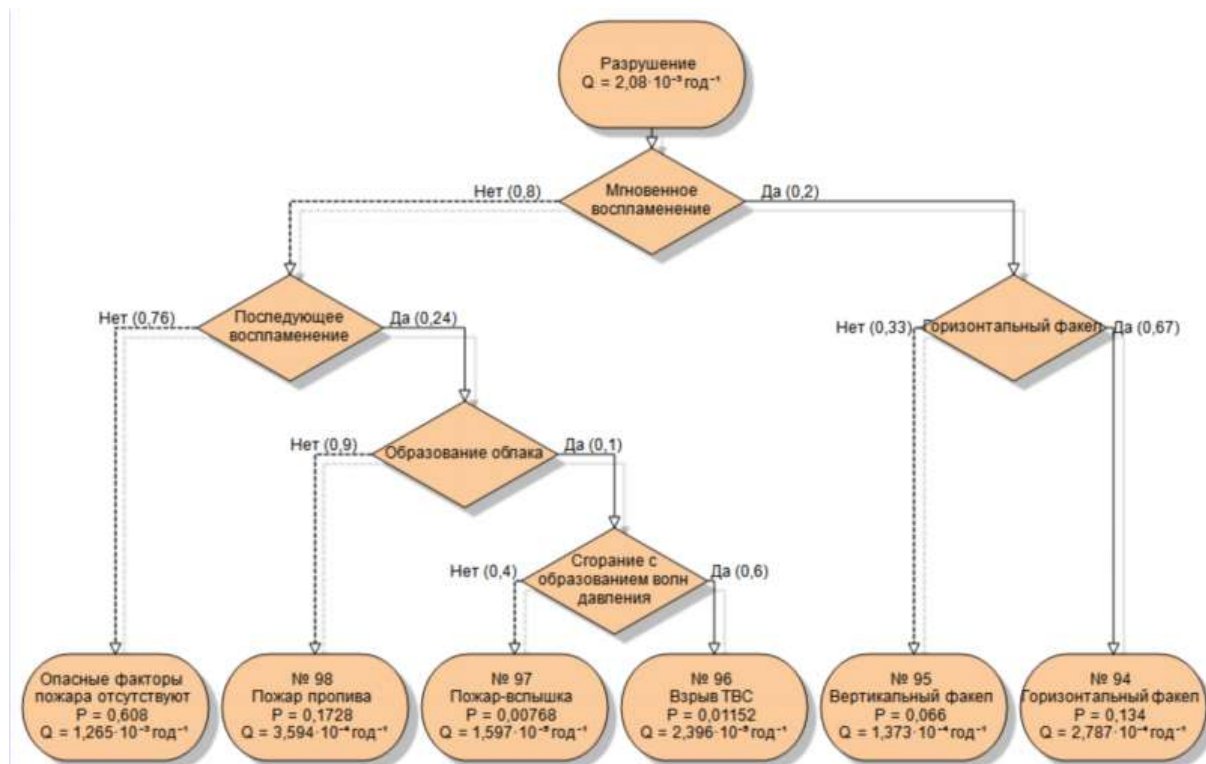 Разрушение
Q = 2,08·10⁻³ год⁻¹
Нет (0,8)
Мгновенное
воспламенение
Да (0,2)
Нет (0,76)
Последующее
воспламенение
Да (0,24)
Нет (0,33)
Горизонтальный факел
Да (0,67)
Нет (0,9)
Образование облака
Да (0,1)
Нет (0,4)
Сгорание с
образованием волн
давления
Да (0,6)
Опасные факторы
пожара отсутствуют
P = 0,608
Q = 1,265·10⁻³ год⁻¹
№ 98
Пожар пролива
P = 0,1728
Q = 3,594·10⁻⁴ год⁻¹
№ 97
Пожар-вспышка
P = 0,00768
Q = 1,597·10⁻⁵ год⁻¹
№ 96
Взрыв ТВС
P = 0,01152
Q = 2,396·10⁻⁵ год⁻¹
№ 95
Вертикальный факел
P = 0,066
Q = 1,373·10⁻⁴ год⁻¹
№ 94
Горизонтальный факел
P = 0,134
Q = 2,787·10⁻⁴ год⁻¹